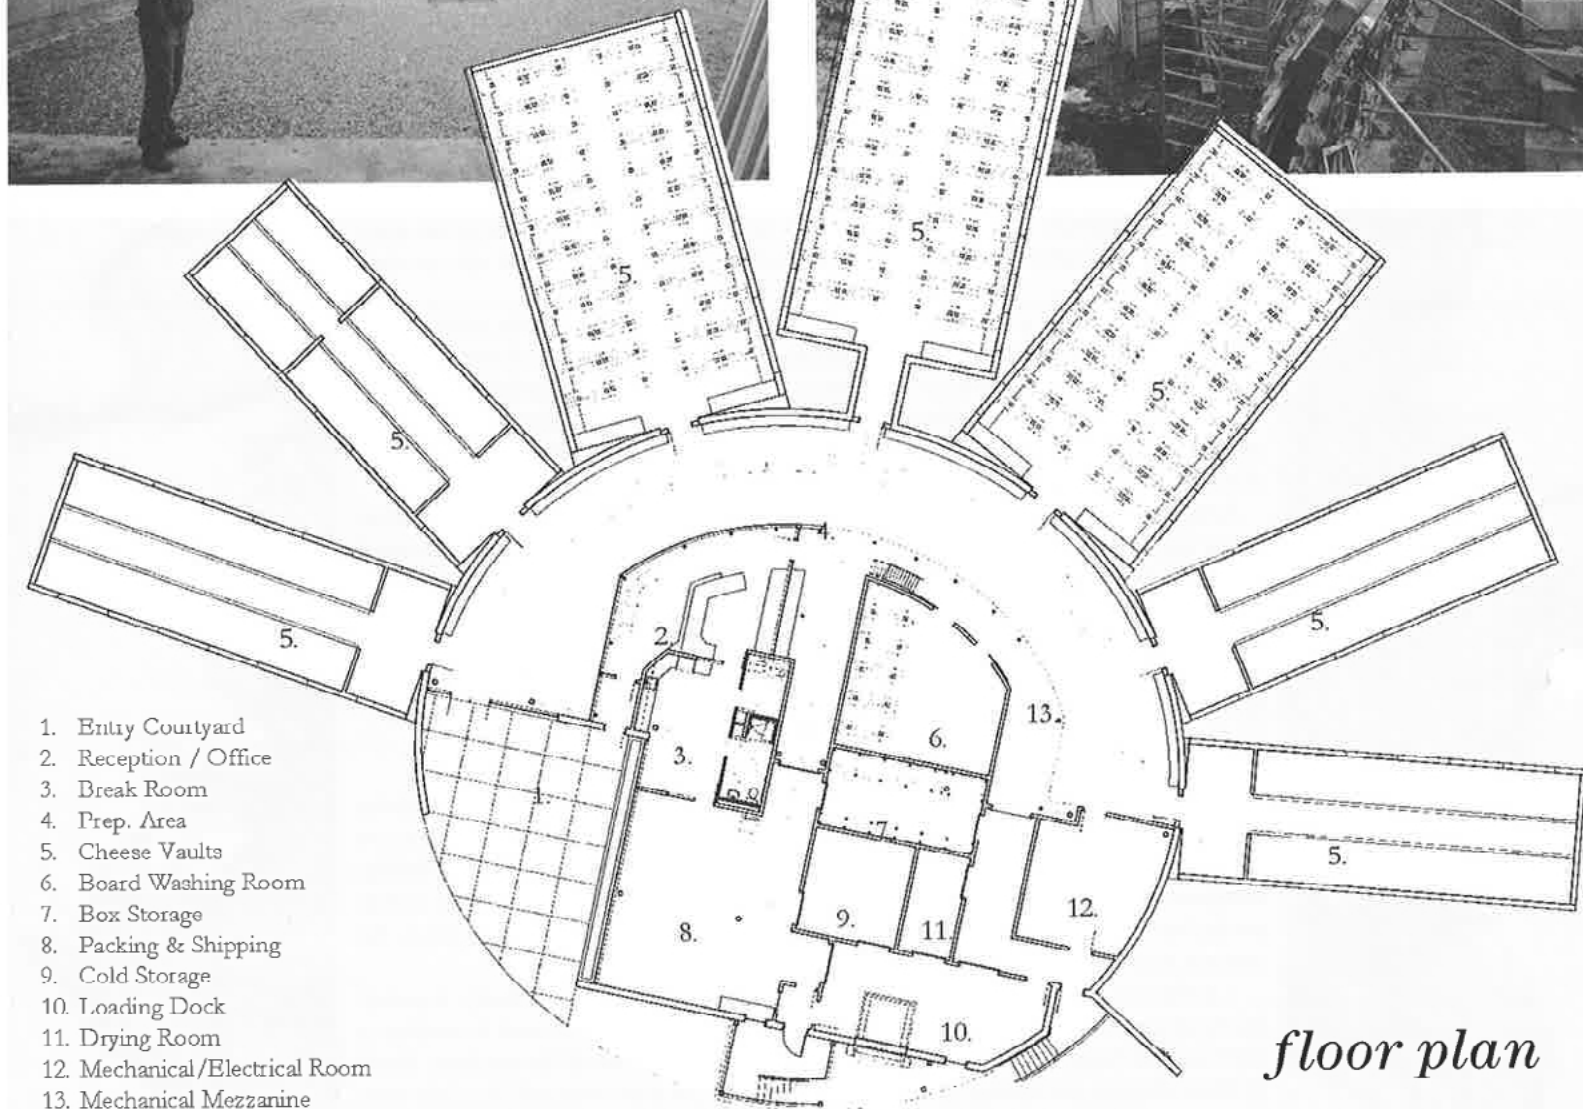 5.
5.
5.
5.
5.
5.
5.
2.
13.
6.
3.
1.
7.
5.
12.
9.
11.
8.
10.
1. Entry Courtyard
2. Reception / Office
3. Break Room
4. Prep. Area
5. Cheese Vaults
6. Board Washing Room
7. Box Storage
8. Packing & Shipping
9. Cold Storage
10. Loading Dock
11. Drying Room
12. Mechanical/Electrical Room
13. Mechanical Mezzanine
floor plan